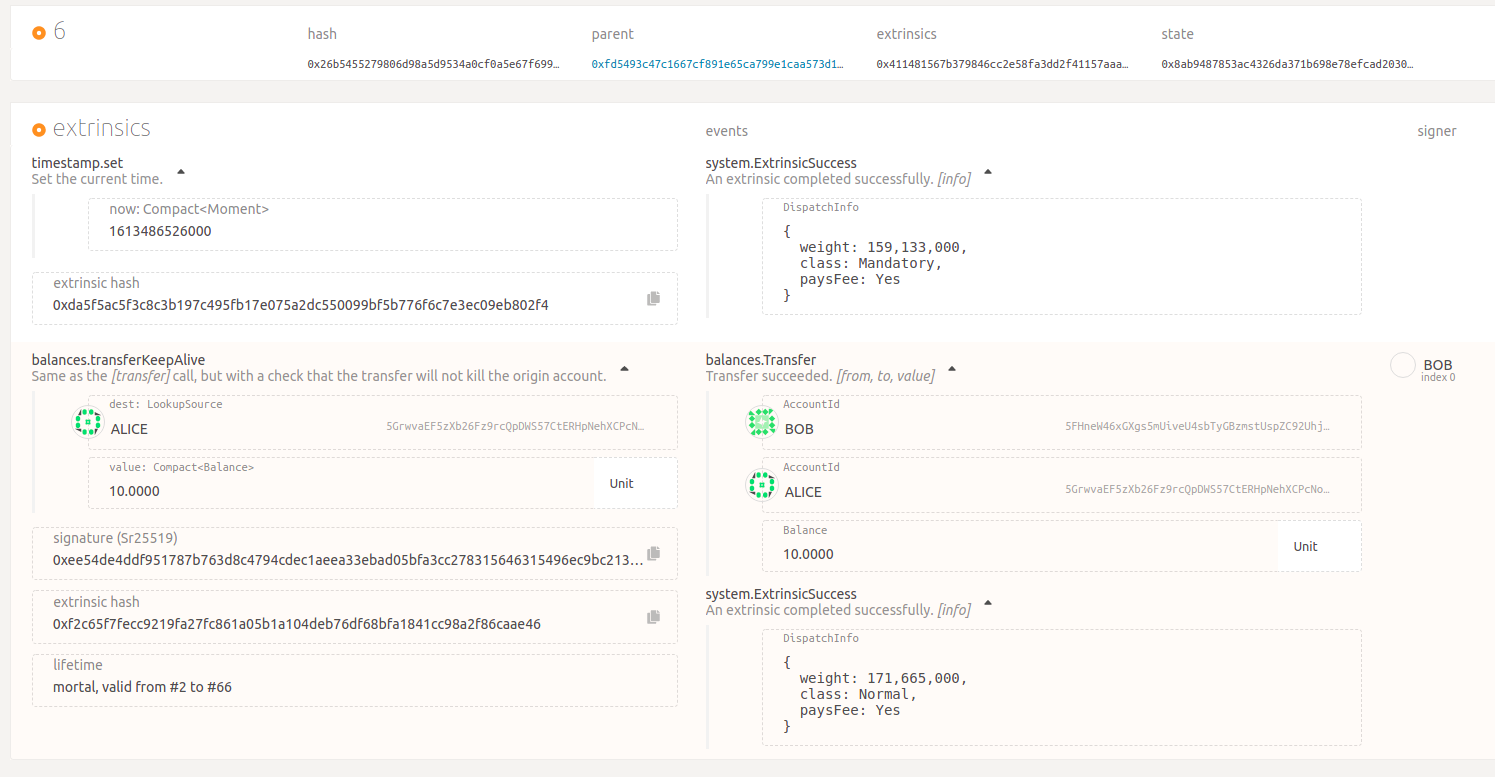 6
hash
parent
extrinsics
state
0x26b5455279806d98a5d9534a0cf0a5e67f699…
0xfd5493c47c1667cf891e65ca799e1caa573d1…
0x411481567b379846cc2e58fa3dd2f41157aaa…
0x8ab9487853ac4326da371b698e78efcad2030…
extrinsics
events
signer
timestamp.set
Set the current time.
now: Compact<Moment>
1613486526000
extrinsic hash
0xda5f5ac5f3c8c3b197c495fb17e075a2dc550099bf5b776f6c7e3ec09eb802f4
system.ExtrinsicSuccess
An extrinsic completed successfully. [info]
DispatchInfo
{
weight: 159,133,000,
class: Mandatory,
paysFee: Yes
}
balances.transferKeepAlive
Same as the [transfer] call, but with a check that the transfer will not kill the origin account.
dest: LookupSource
ALICE 5GrwvaEF5zXb26Fz9rcQpDWS57CtERHpNehXCPcN…
value: Compact<Balance>
10.0000 Unit
signature (Sr25519)
0xee54de4ddf951787b763d8c4794cdec1aeea33ebad05bfa3cc278315646315496ec9bc213…
extrinsic hash
0xf2c65f7fecc9219fa27fc861a05b1a104deb76df68bfa1841cc98a2f86caae46
lifetime
mortal, valid from #2 to #66
balances.Transfer
Transfer succeeded. [from, to, value]
AccountId
BOB 5FHneW46xGXgs5mUiveU4sbTyGBzmstUspZC92Uhj…
AccountId
ALICE 5GrwvaEF5zXb26Fz9rcQpDWS57CtERHpNehXCPcNo…
Balance
10.0000 Unit
system.ExtrinsicSuccess
An extrinsic completed successfully. [info]
DispatchInfo
{
weight: 171,665,000,
class: Normal,
paysFee: Yes
}
BOB
index 0